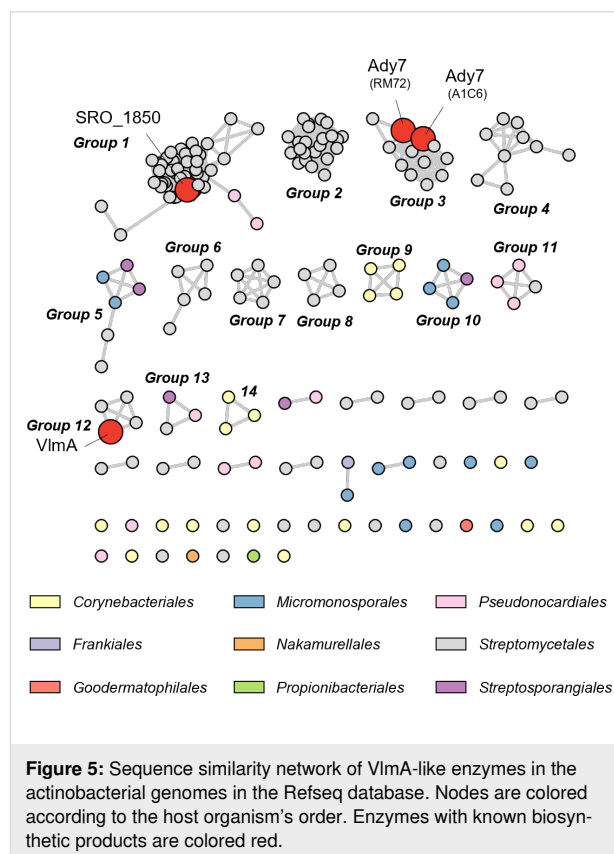 Ady7
(RM72)
Ady7
(A1C6)
SRO_1850
Group 1
Group 2
Group 3
Group 4
Group 5
Group 6
Group 7
Group 8
Group 9
Group 10
Group 11
Group 12
VlmA
Group 13
14
Corynebacteriales
Micromonosporales
Pseudonocardiales
Frankiales
Nakamurellales
Streptomycetales
Goodermatophilales
Propionibacteriales
Streptosporangiales
Figure 5: Sequence similarity network of VlmA-like enzymes in the
actinobacterial genomes in the Refseq database. Nodes are colored
according to the host organism's order. Enzymes with known biosyn-
thetic products are colored red.